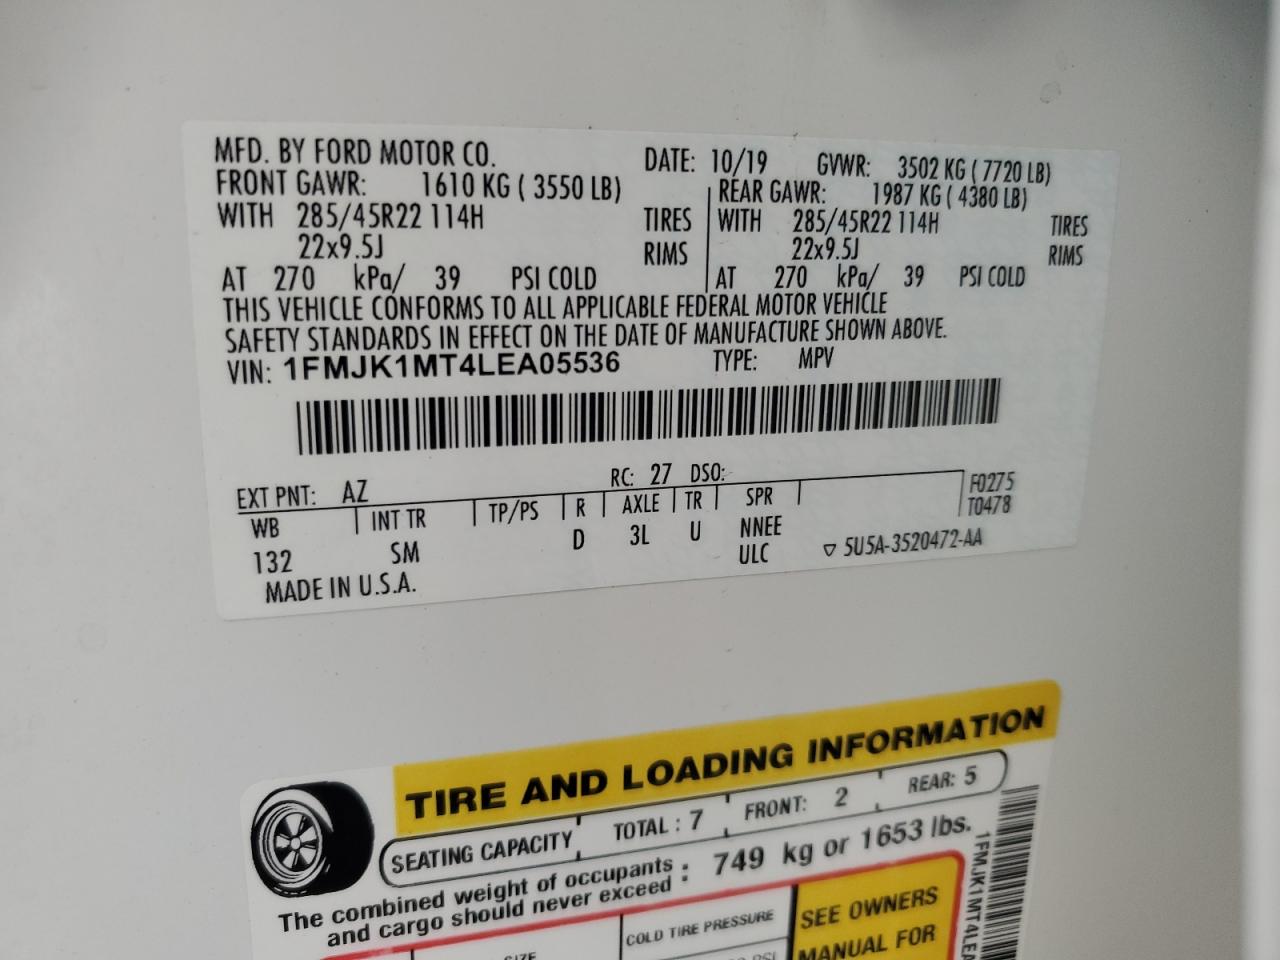 MFD. BY FORD MOTOR CO.
DATE: 10/19 GVWR: 3502 KG ( 7720 LB)
FRONT GAWR: 1610 KG ( 3550 LB)
REAR GAWR: 1987 KG ( 4380 LB)
WITH 285/45R22 114H TIRES
WITH 285/45R22 114H TIRES
22x9.5J RIMS
22x9.5J RIMS
AT 270 kPa/ 39 PSI COLD
AT 270 kPa/ 39 PSI COLD
THIS VEHICLE CONFORMS TO ALL APPLICABLE FEDERAL MOTOR VEHICLE
SAFETY STANDARDS IN EFFECT ON THE DATE OF MANUFACTURE SHOWN ABOVE.
VIN: 1FMJK1MT4LEA05536 TYPE: MPV
EXT PNT: AZ RC: 27 DSO:
WB INT TR TP/PS R AXLE TR SPR
F0275
T0478
132 SM D 3L U NNEE
ULC
▽ 5U5A-3520472-AA
MADE IN U.S.A.
TIRE AND LOADING INFORMATION
SEATING CAPACITY TOTAL : 7 FRONT: 2 REAR: 5
The combined weight of occupants
and cargo should never exceed : 749 kg or 1653 lbs.
SIZE
COLD TIRE PRESSURE
PSI
SEE OWNERS
MANUAL FOR
1FMJK1MT4LEA